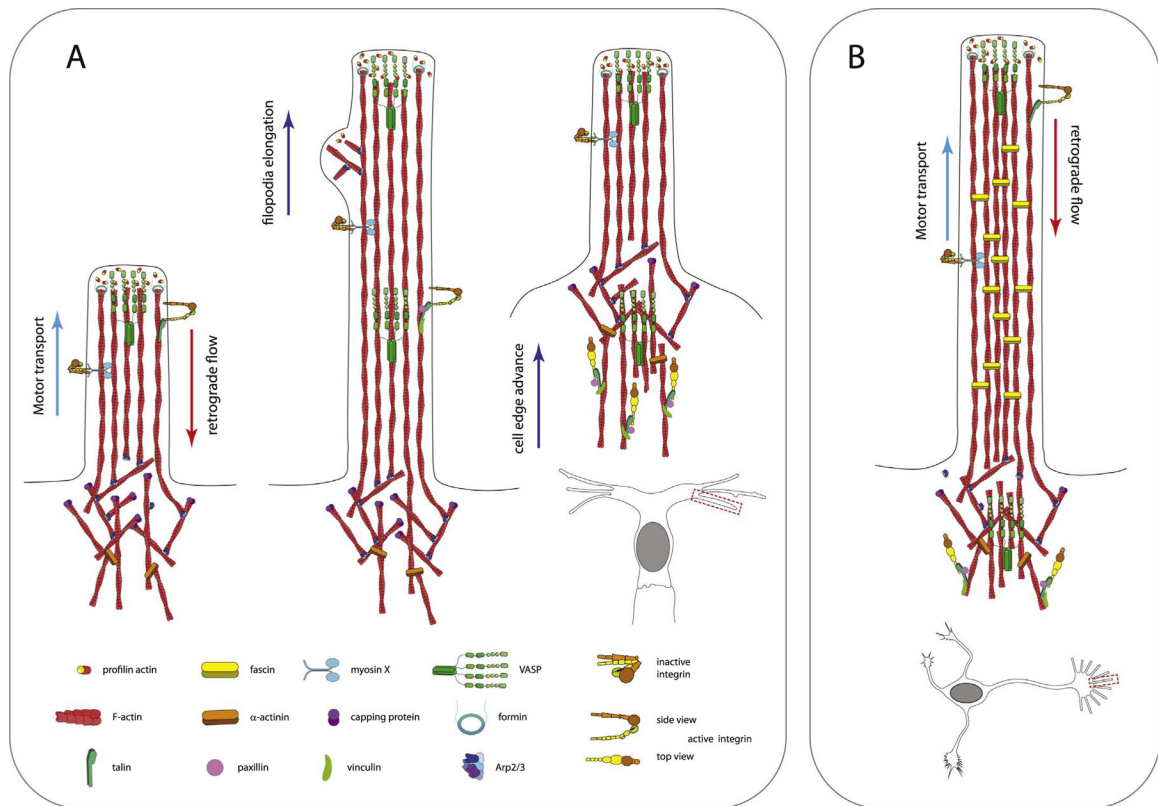 A
Motor transport
retrograde flow
filopodia elongation
cell edge advance
profilin actin
fascin
myosin X
VASP
inactive
integrin
F-actin
α-actinin
capping protein
formin
side view
active integrin
top view
talin
paxillin
vinculin
Arp2/3
B
Motor transport
retrograde flow